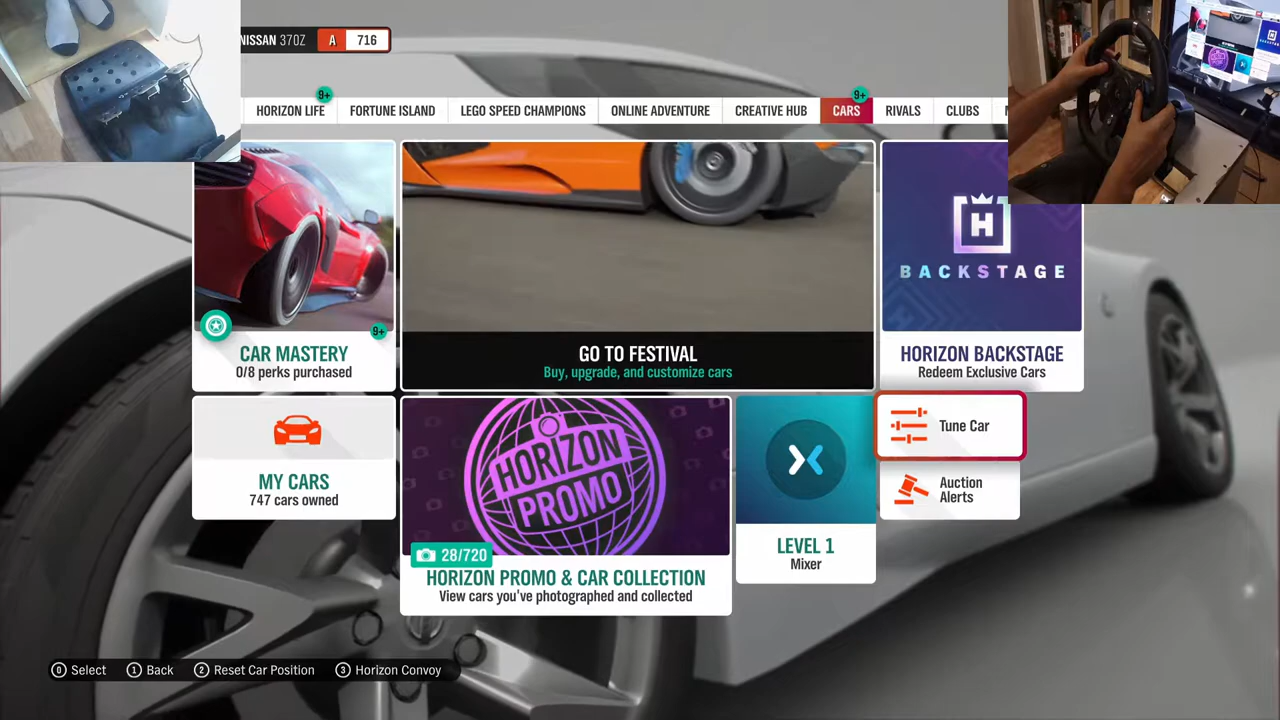 NISSAN 370Z A 716
9+ 9+
HORIZON LIFE FORTUNE ISLAND LEGO SPEED CHAMPIONS ONLINE ADVENTURE CREATIVE HUB CARS RIVALS CLUBS
H
BACKSTAGE
9+
CAR MASTERY
0/8 perks purchased
GO TO FESTIVAL
Buy, upgrade, and customize cars
HORIZON BACKSTAGE
Redeem Exclusive Cars
MY CARS
747 cars owned
HORIZON
PROMO
28/720
HORIZON PROMO & CAR COLLECTION
View cars you've photographed and collected
LEVEL 1
Mixer
Tune Car
Auction
Alerts
0 Select 1 Back 2 Reset Car Position 3 Horizon Convoy